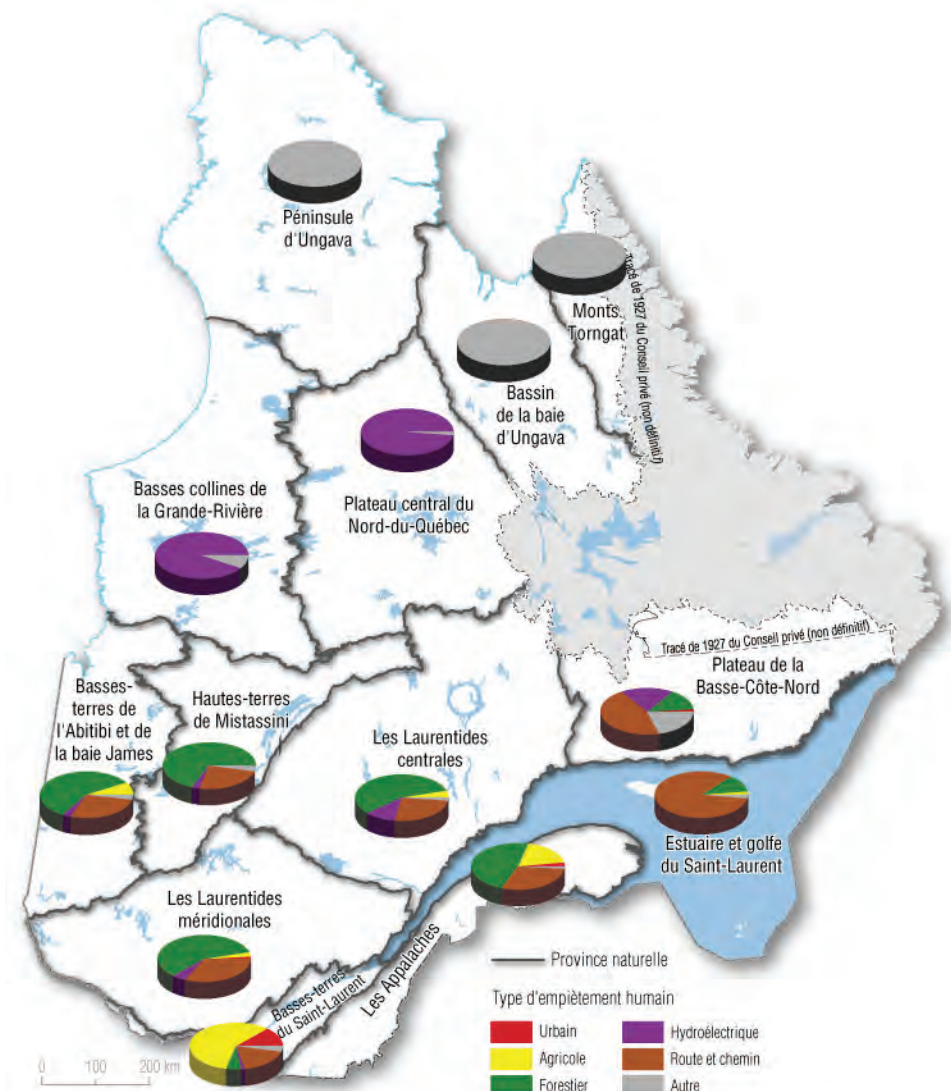 Péninsule
d'Ungava
Monts
Torngat
Tracé de 1927 du Conseil privé (non définitif)
Bassin
de la baie
d'Ungava
Basses collines de
la Grande-Rivière
Plateau central du
Nord-du-Québec
Tracé de 1927 du Conseil privé (non définitif)
Plateau de la
Basse-Côte-Nord
Basses-
terres de
l'Abitibi et de
la baie James
Hautes-terres
de Mistassini
Les Laurentides
centrales
Estuaire et golfe
du Saint-Laurent
Les Laurentides
méridionales
Basses-terres
du Saint-Laurent
Les Appalaches
Province naturelle
Type d'empiètement humain
Urbain
Hydroélectrique
Agricole
Route et chemin
Forestier
Autre
0 100 200 km